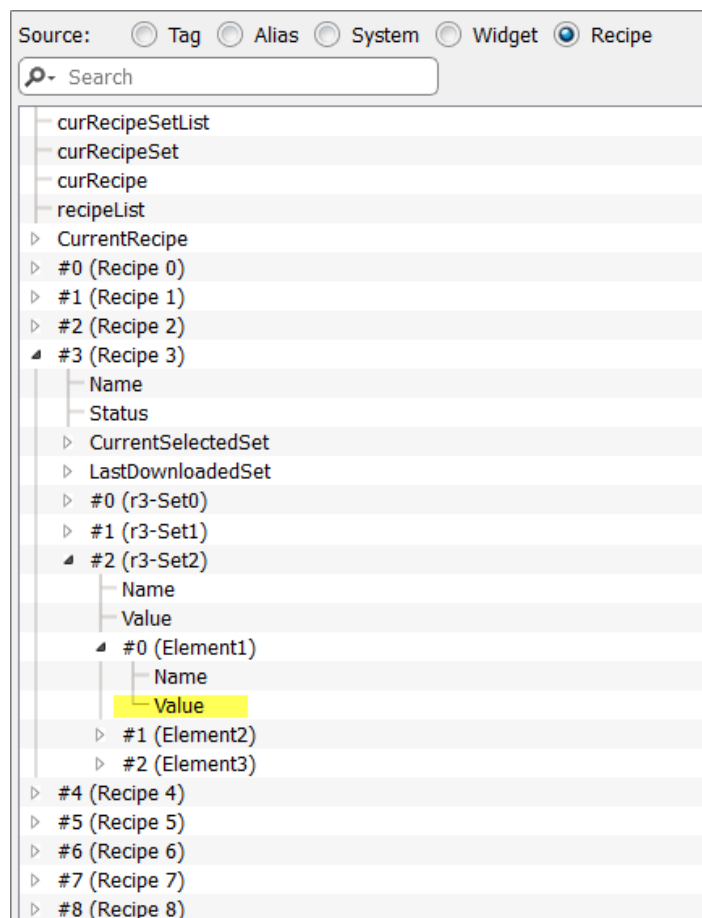 Source: Tag Alias System Widget Recipe
Search
curRecipeSetList
curRecipeSet
curRecipe
recipeList
CurrentRecipe
#0 (Recipe 0)
#1 (Recipe 1)
#2 (Recipe 2)
#3 (Recipe 3)
Name
Status
CurrentSelectedSet
LastDownloadedSet
#0 (r3-Set0)
#1 (r3-Set1)
#2 (r3-Set2)
Name
Value
#0 (Element1)
Name
Value
#1 (Element2)
#2 (Element3)
#4 (Recipe 4)
#5 (Recipe 5)
#6 (Recipe 6)
#7 (Recipe 7)
#8 (Recipe 8)